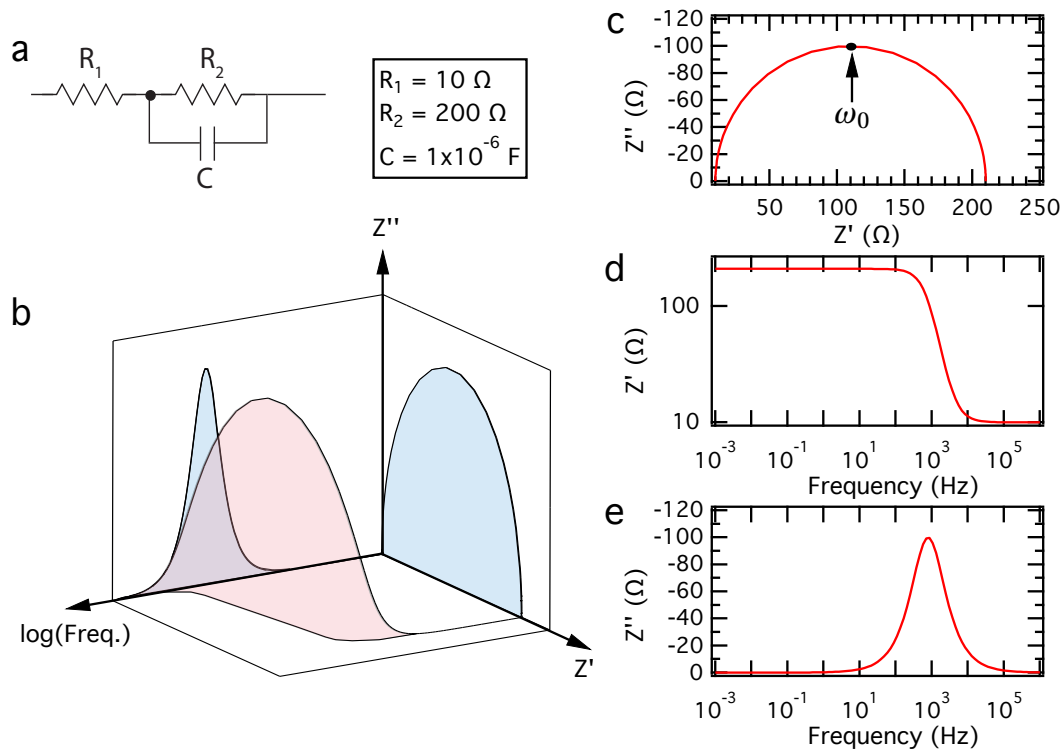 a
R₁ R₂
C
R₁ = 10 Ω
R₂ = 200 Ω
C = 1x10⁻⁶ F
b
Z''
log(Freq.)
Z'
c
-120
-100
-80
-60
-40
-20
0
Z'' (Ω)
ω₀
50 100 150 200 250
Z' (Ω)
d
100
10
Z' (Ω)
10⁻³ 10⁻¹ 10¹ 10³ 10⁵
Frequency (Hz)
e
-120
-100
-80
-60
-40
-20
0
Z'' (Ω)
10⁻³ 10⁻¹ 10¹ 10³ 10⁵
Frequency (Hz)